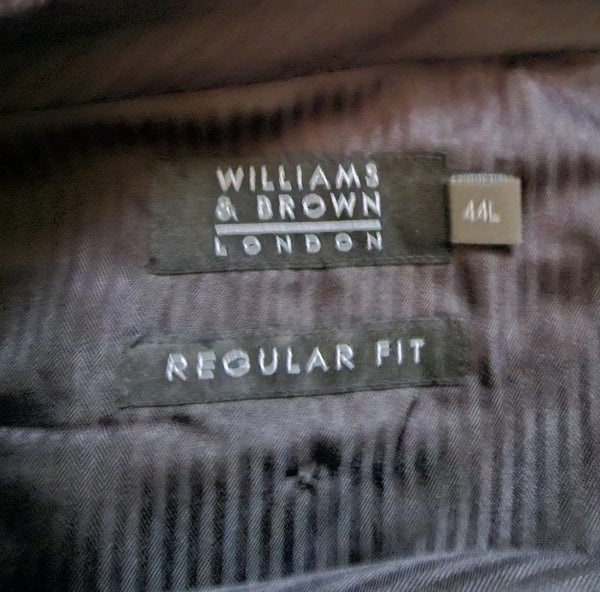 WILLIAMS
& BROWN
LONDON
44L
REGULAR FIT